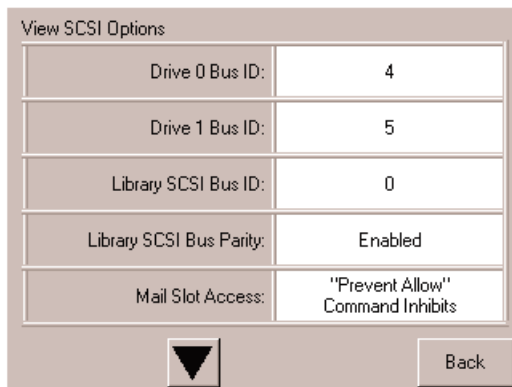 View SCSI Options
Drive 0 Bus ID: 4
Drive 1 Bus ID: 5
Library SCSI Bus ID: 0
Library SCSI Bus Parity: Enabled
Mail Slot Access: "Prevent Allow"
Command Inhibits
Back